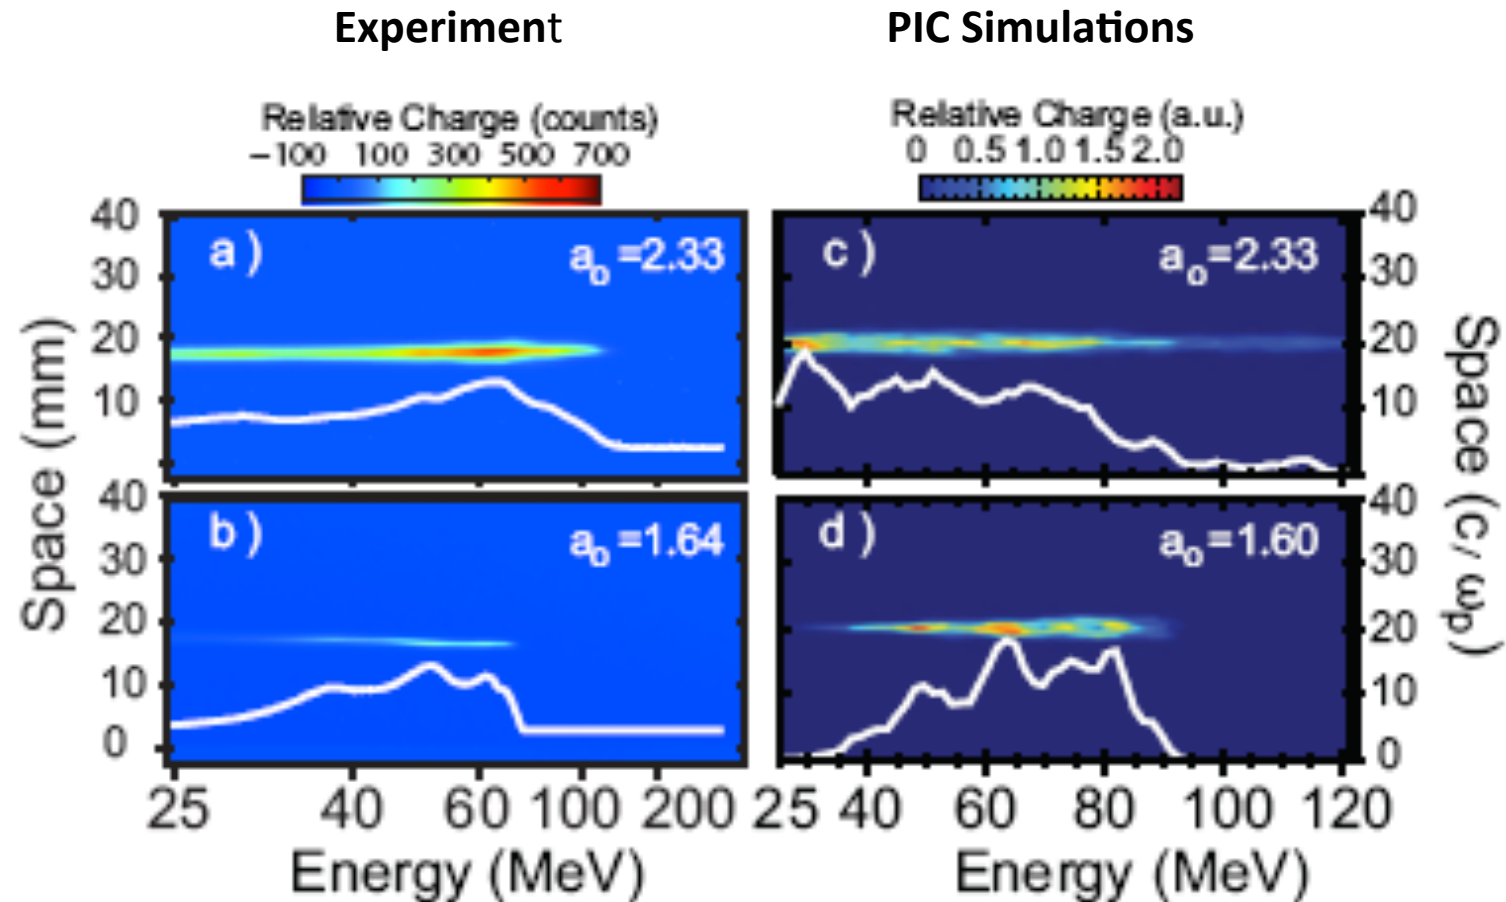 Experiment
PIC Simulations
Relative Charge (counts)
−100 100 300 500 700
Relative Charge (a.u.)
0 0.5 1.0 1.5 2.0
40
30
20
10
a)
a₀=2.33
c)
a₀=2.33
40
30
20
10
Space (mm)
40
30
20
10
0
b)
a₀=1.64
d)
a₀=1.60
40
30
20
10
0
Space (c/ωₚ)
25 40 60 100 200
Energy (MeV)
25 40 60 80 100 120
Energy (MeV)